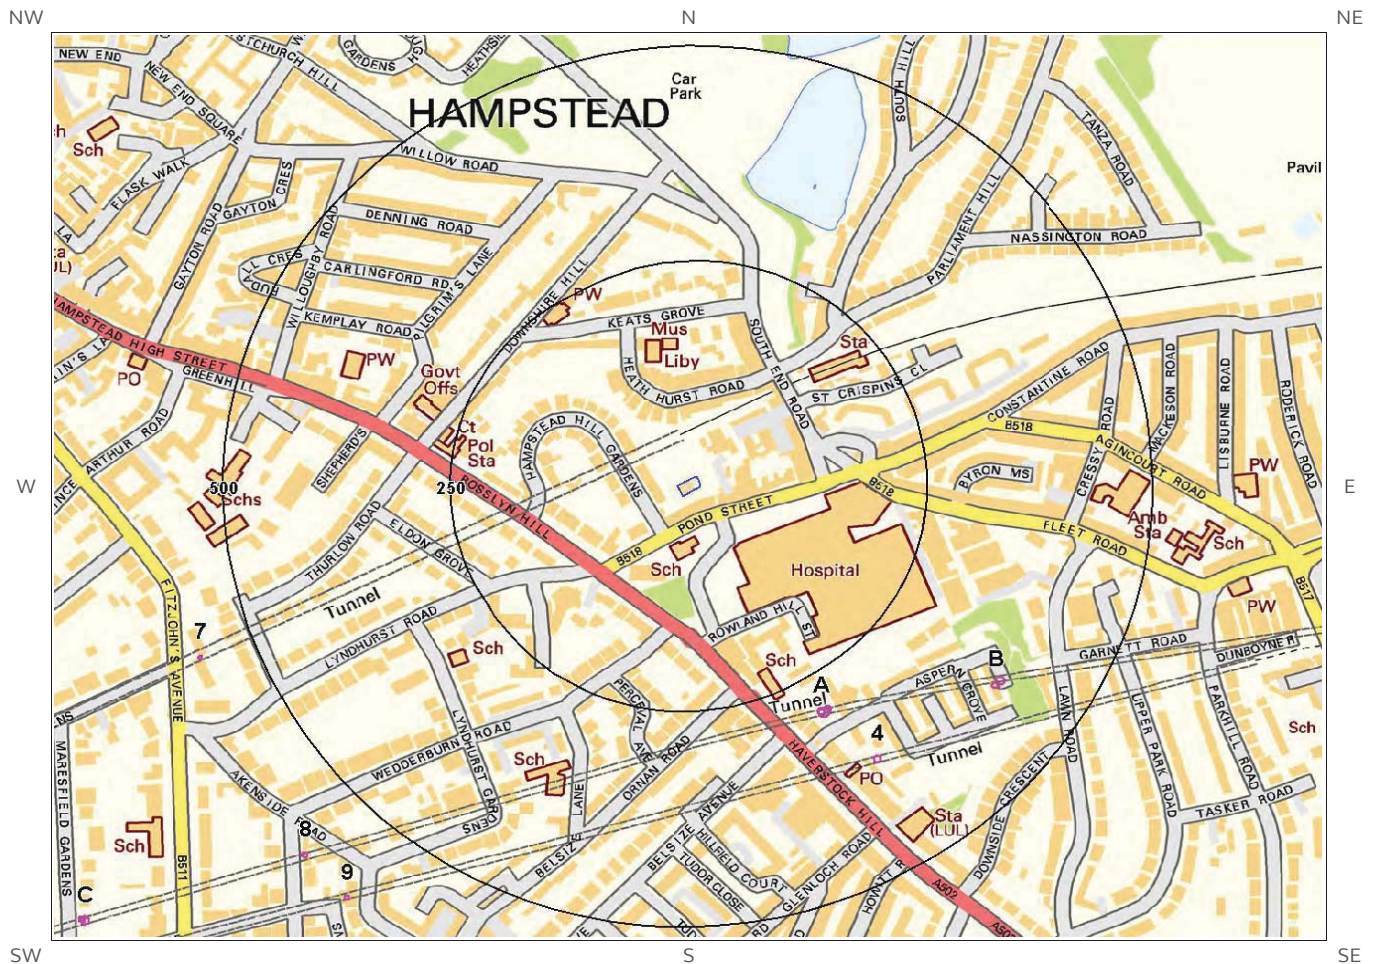 NW
N
NE
NEW END
NEW END SQUARE
GARDENS
Car
Park
HAMPSTEAD
SOUTH HILL
TANZA ROAD
Sch
FLASK WALK
WILLOW ROAD
Pavil
GAYTON CRES
GAYTON ROAD
DENNING ROAD
PARLIAMENT HILL
NASSINGTON ROAD
WILLOUGHBY ROAD
CARLINGFORD RD
PILGRIM'S LANE
KEMPLAY ROAD
DOWNSHIRE HILL
PW
KEATS GROVE
Mus
Liby
HEATH HURST ROAD
SOUTH END ROAD
Sta
ST CRISPINS CL
HAMPSTEAD HIGH STREET
GREENHILL
PO
PW
Govt
Offs
Ct
Pol
Sta
HAMPSTEAD HILL GARDENS
CONSTANTINE ROAD
B518
AGINCOURT ROAD
CRESSY ROAD
MACKESON ROAD
LISBURNE ROAD
RODERICK ROAD
ARTHUR ROAD
SHEPHERD'S
W
500
Schs
250
ROSSLYN HILL
POND STREET
B518
BYRON MS
FLEET ROAD
Amb
Sta
Sch
PW
E
ELDON GROVE
THURLOW ROAD
B518
Sch
Hospital
ROWLAND HILL ST
PW
B517
FITZJOHN'S AVENUE
Tunnel
7
LYNDHURST ROAD
Sch
Sch
A
Tunnel
B
ASPERN GROVE
GARNETT ROAD
DUNBOYNE R
PERCEVAL AVE
ORNAN ROAD
LYNDHURST GARDENS
WEDDERBURN ROAD
Sch
4
PO
Tunnel
LAWN ROAD
UPPER PARK ROAD
PARKHILL ROAD
Sch
MARESFIELD GARDENS
AKENSIDE ROAD
Sch
B511
8
9
C
BELSIZE LANE
BELSIZE AVENUE
HILLFIELD COURT
TUDOR CLOSE
GLENLOCH ROAD
HAVERSTOCK HILL
HOWITT R
Sta
(LUL)
A502
DOWNSIDE CRESCENT
TASKER ROAD
SW
S
SE